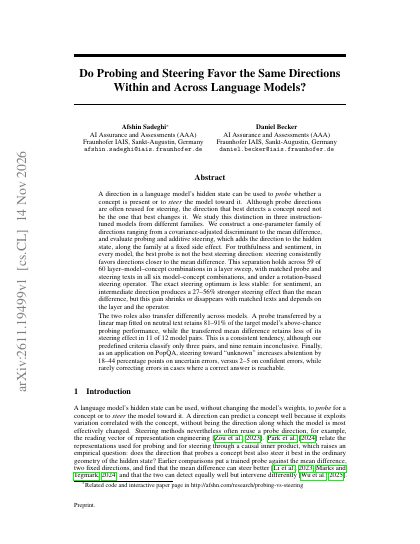 Do Probing and Steering Favor the Same Directions
Within and Across Language Models?
Afshin Sadeghi*
AI Assurance and Assessments (AAA)
Fraunhofer IAIS, Sankt-Augustin, Germany
afshin.sadeghi@iais.fraunhofer.de
Daniel Becker
AI Assurance and Assessments (AAA)
Fraunhofer IAIS, Sankt-Augustin, Germany
daniel.becker@iais.fraunhofer.de
Abstract
A direction in a language model's hidden state can be used to probe whether a
concept is present or to steer the model toward it. Although probe directions
are often reused for steering, the direction that best detects a concept need not
be the one that best changes it. We study this distinction in three instruction-
tuned models from different families. We construct a one-parameter family of
directions ranging from a covariance-adjusted discriminant to the mean difference,
and evaluate probing and additive steering, which adds the direction to the hidden
state, along the family at a fixed side effect. For truthfulness and sentiment, in
every model, the best probe is not the best steering direction: steering consistently
favors directions closer to the mean difference. This separation holds across 59 of
60 layer–model–concept combinations in a layer sweep, with matched probe and
steering texts in all six model-concept combinations, and under a rotation-based
steering operator. The exact steering optimum is less stable: for sentiment, an
intermediate direction produces a 27–56% stronger steering effect than the mean
difference, but this gain shrinks or disappears with matched texts and depends on
the layer and the operator.
The two roles also transfer differently across models. A probe transferred by a
linear map fitted on neutral text retains 81–91% of the target model's above-chance
probing performance, while the transferred mean difference retains less of its
steering effect in 11 of 12 model pairs. This is a consistent tendency, although our
predefined criteria classify only three pairs, and nine remain inconclusive. Finally,
as an application on PopQA, steering toward "unknown" increases abstention by
18–44 percentage points on uncertain errors, versus 2–5 on confident errors, while
rarely correcting errors in cases where a correct answer is reachable.
1 Introduction
A language model's hidden state can be used, without changing the model's weights, to probe for
a concept or to steer the model toward it. A direction can predict a concept well because it exploits
variation correlated with the concept, without being the direction along which the model is most
effectively changed. Steering methods nevertheless often reuse a probe direction, for example,
the reading vector of representation engineering [Zou et al., 2023]. Park et al. [2024] relate the
representations used for probing and for steering through a causal inner product, which raises an
empirical question: does the direction that probes a concept best also steer it best in the ordinary
geometry of the hidden state? Earlier comparisons put a trained probe against the mean difference,
two fixed directions, and find that the mean difference can steer better [Li et al., 2023, Marks and
Tegmark, 2024] and that the two can detect equally well but intervene differently [Wu et al., 2025].
*Related code and interactive paper page in http://afshn.com/research/probing-vs-steering
Preprint.
arXiv:2611.19499v1 [cs.CL] 14 Nov 2026